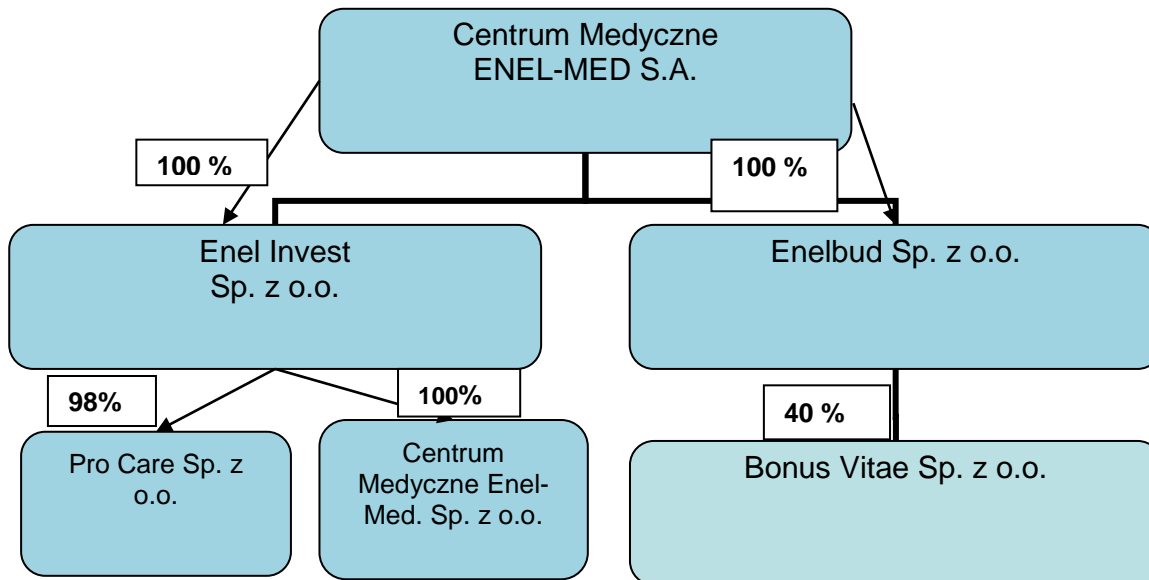 Centrum Medyczne
ENEL-MED S.A.
100 %
100 %
Enel Invest
Sp. z o.o.
Enelbud Sp. z o.o.
98%
100%
40 %
Pro Care Sp. z
o.o.
Centrum
Medyczne Enel-
Med. Sp. z o.o.
Bonus Vitae Sp. z o.o.